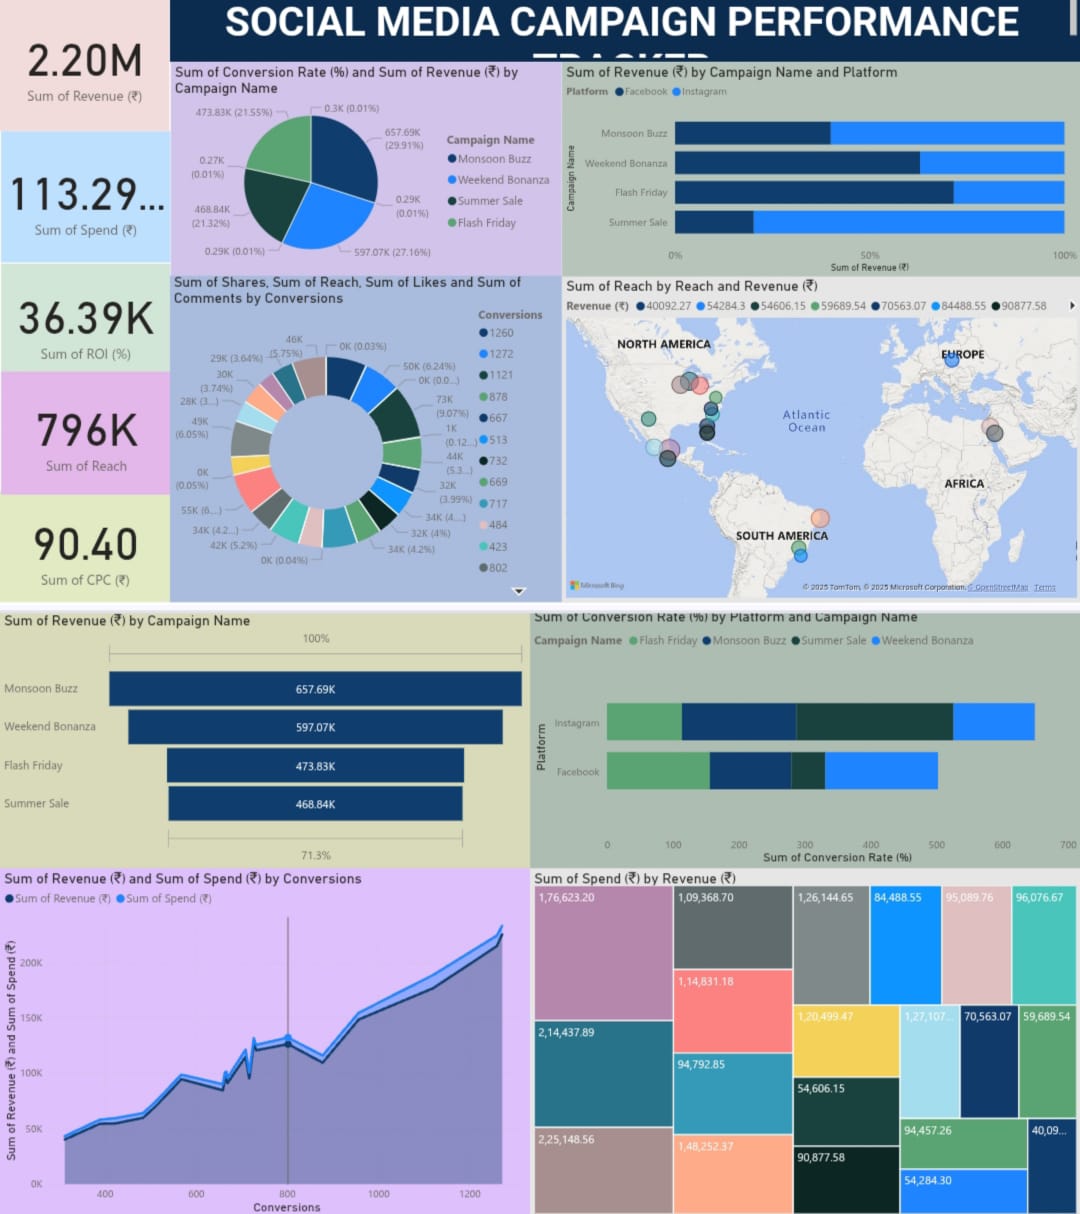 SOCIAL MEDIA CAMPAIGN PERFORMANCE
2.20M
Sum of Revenue (₹)
113.29...
Sum of Spend (₹)
36.39K
Sum of ROI (%)
796K
Sum of Reach
90.40
Sum of CPC (₹)
Sum of Conversion Rate (%) and Sum of Revenue (₹) by
Campaign Name
0.3K (0.01%)
473.83K (21.55%)
657.69K
(29.91%)
0.27K
(0.01%)
0.29K
(0.01%)
468.84K
(21.32%)
0.29K (0.01%)
597.07K (27.16%)
Campaign Name
Monsoon Buzz
Weekend Bonanza
Summer Sale
Flash Friday
Sum of Revenue (₹) by Campaign Name and Platform
Platform Facebook Instagram
Campaign Name
Monsoon Buzz
Weekend Bonanza
Flash Friday
Summer Sale
0% 50% 100%
Sum of Revenue (₹)
Sum of Shares, Sum of Reach, Sum of Likes and Sum of
Comments by Conversions
46K
(5.75%)
0K (0.03%)
29K (3.64%)
50K (6.24%)
0K (0.0...)
30K
(3.74%)
73K
(9.07%)
28K (3...)
1K
(0.12...)
49K
(6.05%)
44K
(5.3...)
0K
(0.05%)
32K
(3.99%)
55K (6....)
34K (4....)
34K (4.2...)
32K (4%)
42K (5.2%)
34K (4.2%)
0K (0.04%)
Conversions
1260
1272
1121
878
667
513
732
669
717
484
423
802
Sum of Reach by Reach and Revenue (₹)
Revenue (₹) 40092.27 54284.3 54606.15 59689.54 70563.07 84488.55 90877.58
NORTH AMERICA
EUROPE
Atlantic
Ocean
AFRICA
SOUTH AMERICA
Microsoft Bing
© 2025 TomTom, © 2025 Microsoft Corporation, © OpenStreetMap Terms
Sum of Revenue (₹) by Campaign Name
100%
Monsoon Buzz 657.69K
Weekend Bonanza 597.07K
Flash Friday 473.83K
Summer Sale 468.84K
71.3%
Sum of Conversion Rate (%) by Platform and Campaign Name
Campaign Name Flash Friday Monsoon Buzz Summer Sale Weekend Bonanza
Platform
Instagram
Facebook
0 100 200 300 400 500 600 700
Sum of Conversion Rate (%)
Sum of Revenue (₹) and Sum of Spend (₹) by Conversions
Sum of Revenue (₹) Sum of Spend (₹)
Sum of Revenue (₹) and Sum of Spend (₹)
200K
150K
100K
50K
0K
400 600 800 1000 1200
Conversions
Sum of Spend (₹) by Revenue (₹)
1,76,623.20
1,09,368.70
1,26,144.65
84,488.55
95,089.76
96,076.67
1,14,831.18
2,14,437.89
1,20,499.47
1,27,107...
70,563.07
59,689.54
94,792.85
54,606.15
2,25,148.56
1,48,252.37
94,457.26
40,09...
90,877.58
54,284.30